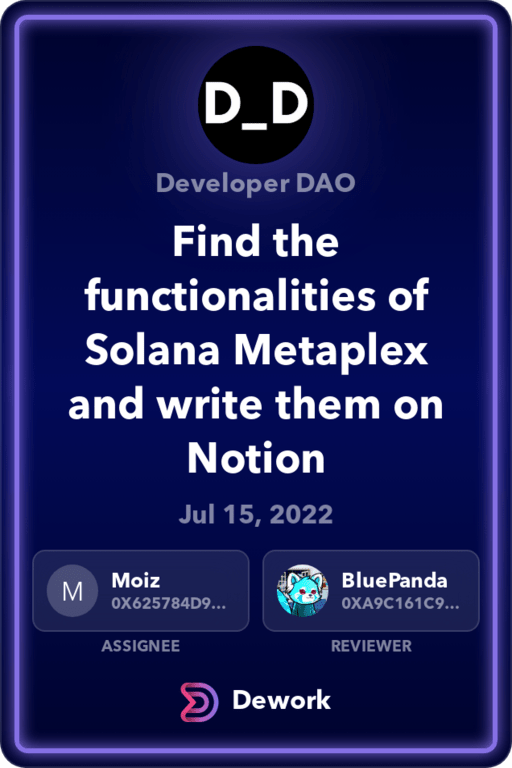 D_D
Developer DAO
Find the
functionalities of
Solana Metaplex
and write them on
Notion
Jul 15, 2022
M
Moiz
0X625784D9...
BluePanda
0XA9C161C9...
ASSIGNEE
REVIEWER
Dework